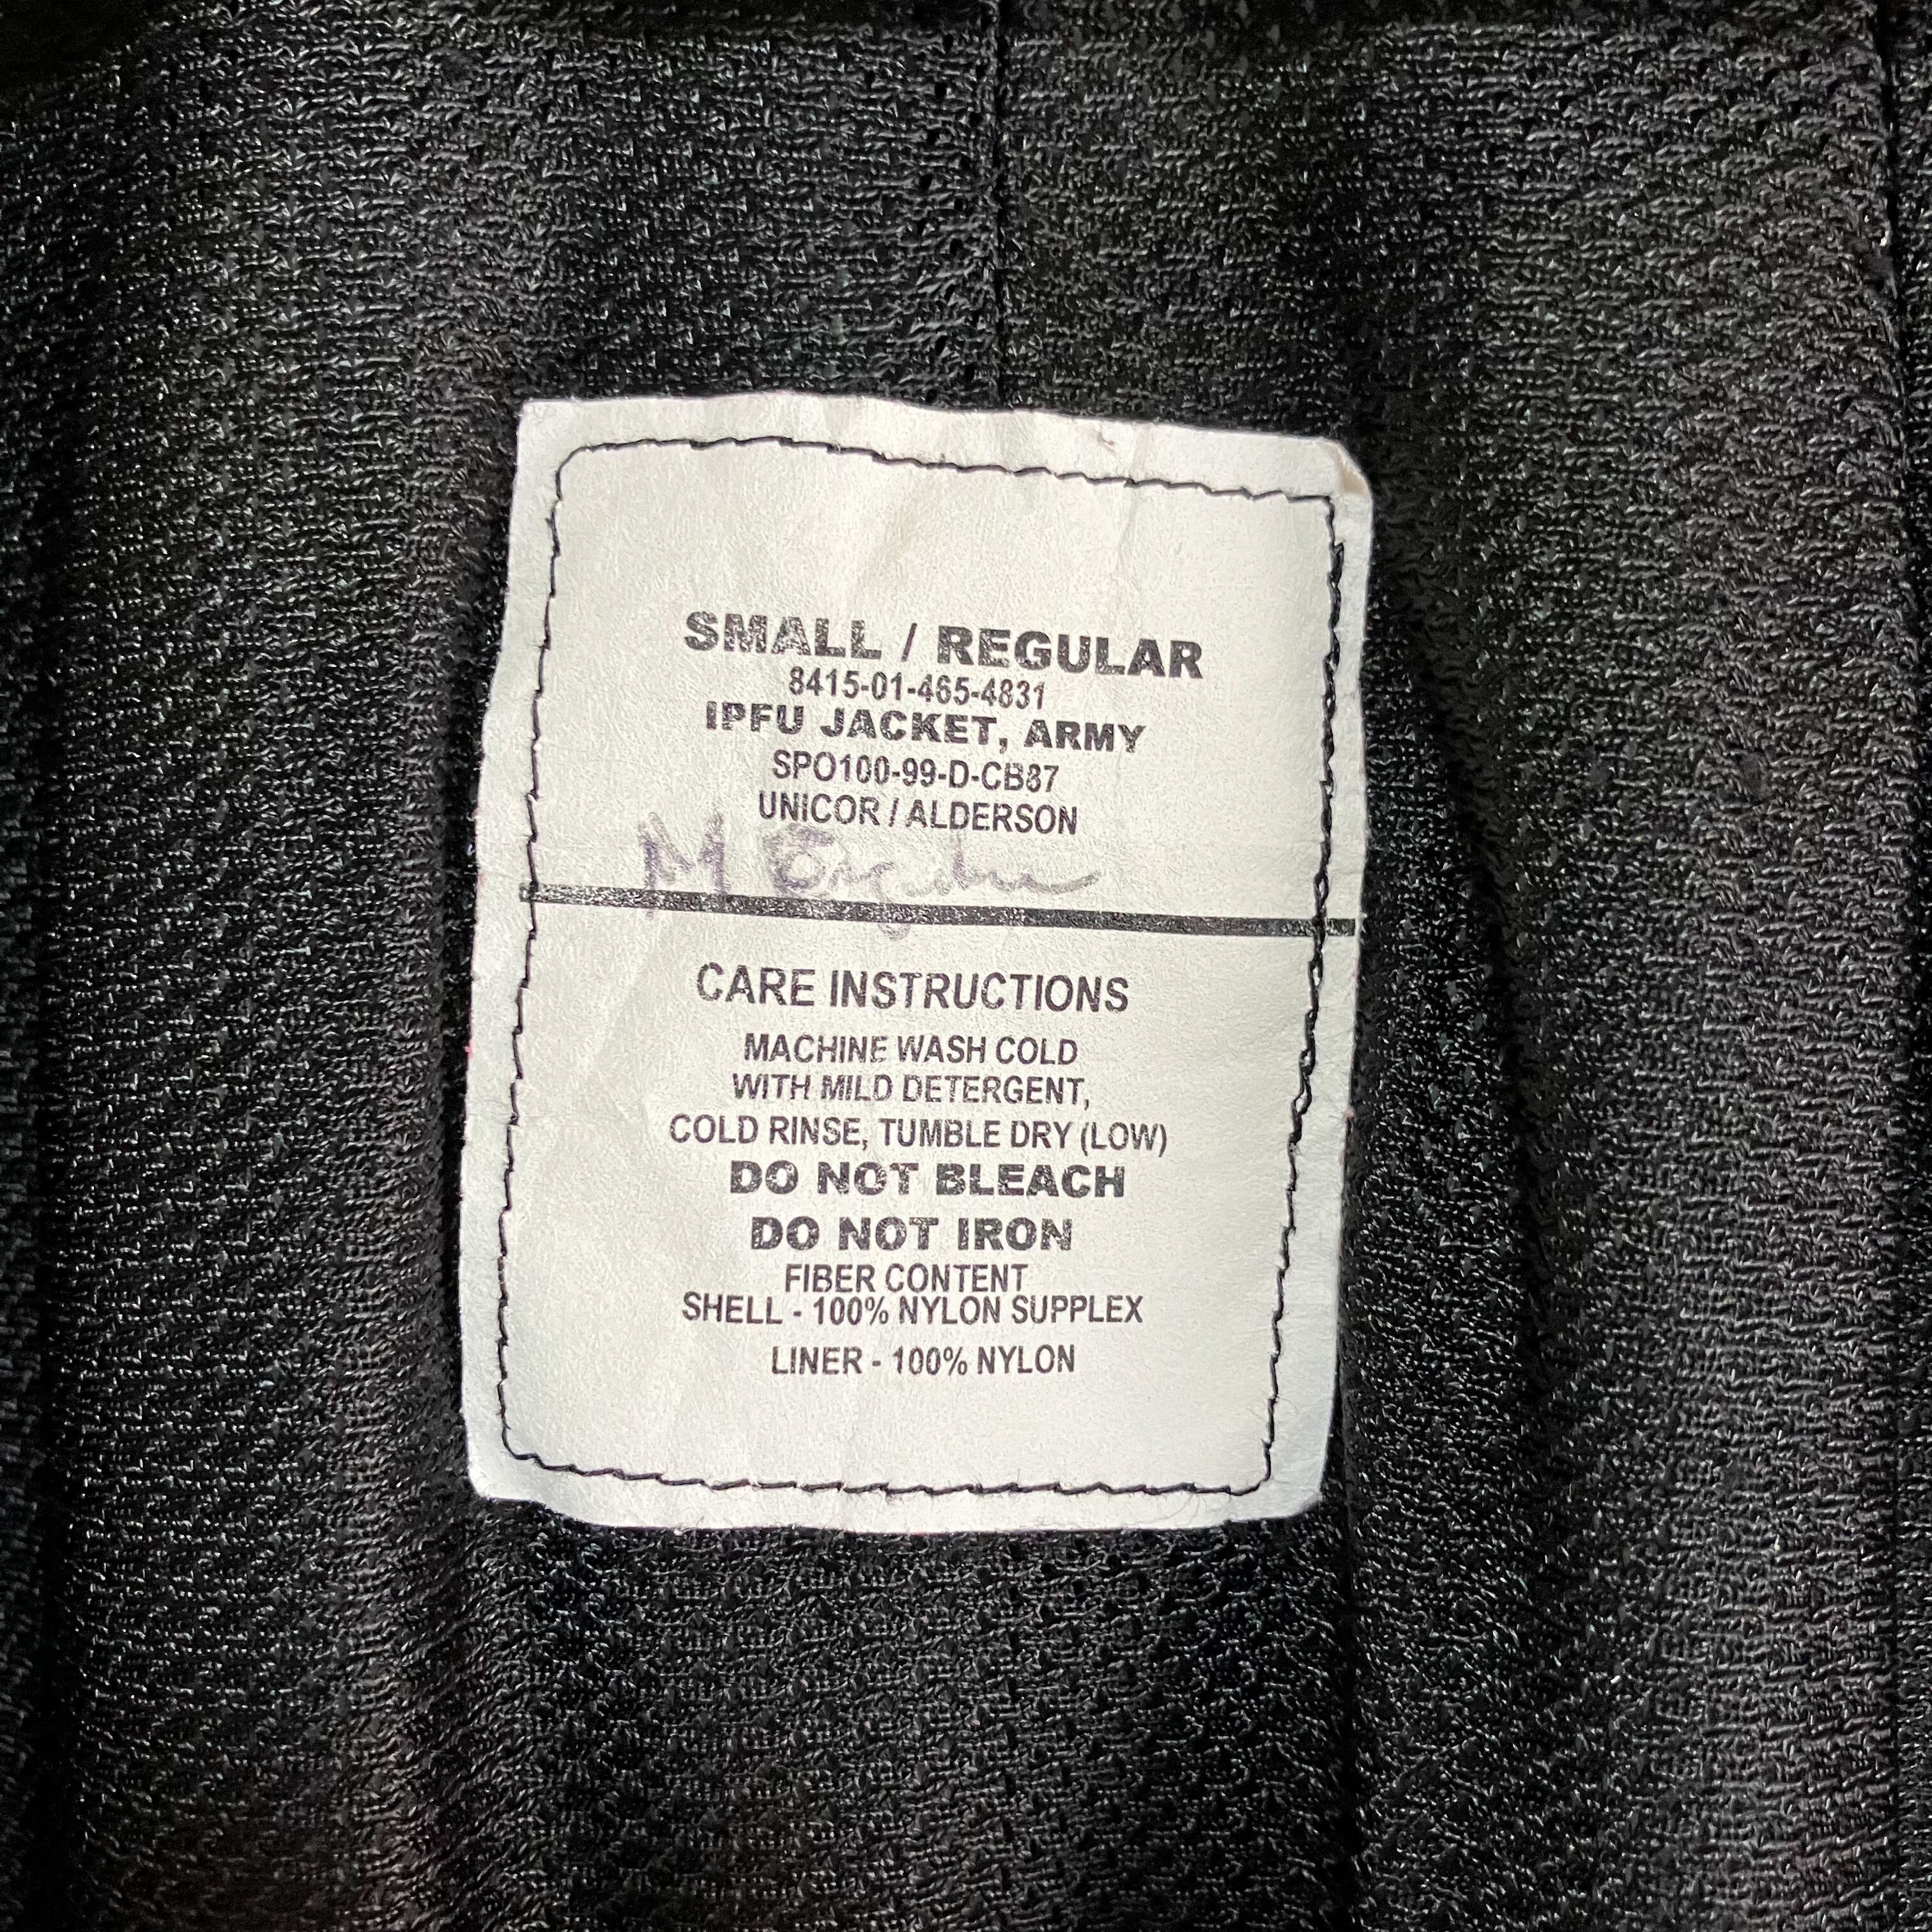 SMALL / REGULAR
8415-01-465-4831
IPFU JACKET, ARMY
SPO100-99-D-CB87
UNICOR / ALDERSON
M
CARE INSTRUCTIONS
MACHINE WASH COLD
WITH MILD DETERGENT,
COLD RINSE, TUMBLE DRY (LOW)
DO NOT BLEACH
DO NOT IRON
FIBER CONTENT
SHELL - 100% NYLON SUPPLEX
LINER - 100% NYLON